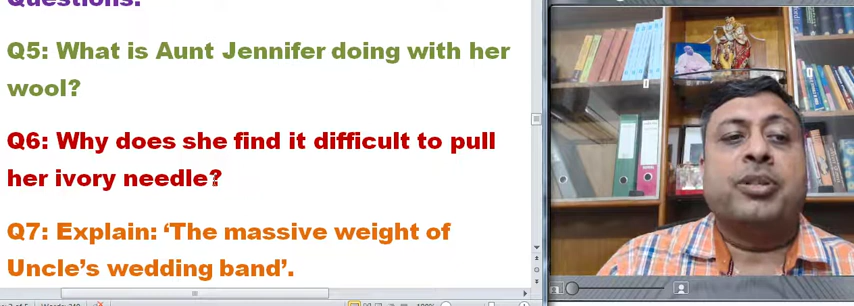 Questions:
Q5: What is Aunt Jennifer doing with her
wool?
Q6: Why does she find it difficult to pull
her ivory needle?
Q7: Explain: ‘The massive weight of
Uncle’s wedding band’.